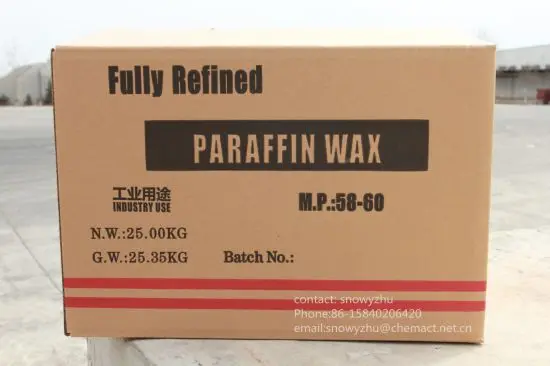 Fully Refined
PARAFFIN WAX
工业用途
INDUSTRY USE
M.P.:58-60
N.W.:25.00KG
G.W.:25.35KG
Batch No.:
contact: snowyzhu
Phone:86-15840206420
email:snowyzhu@chemact.net.cn